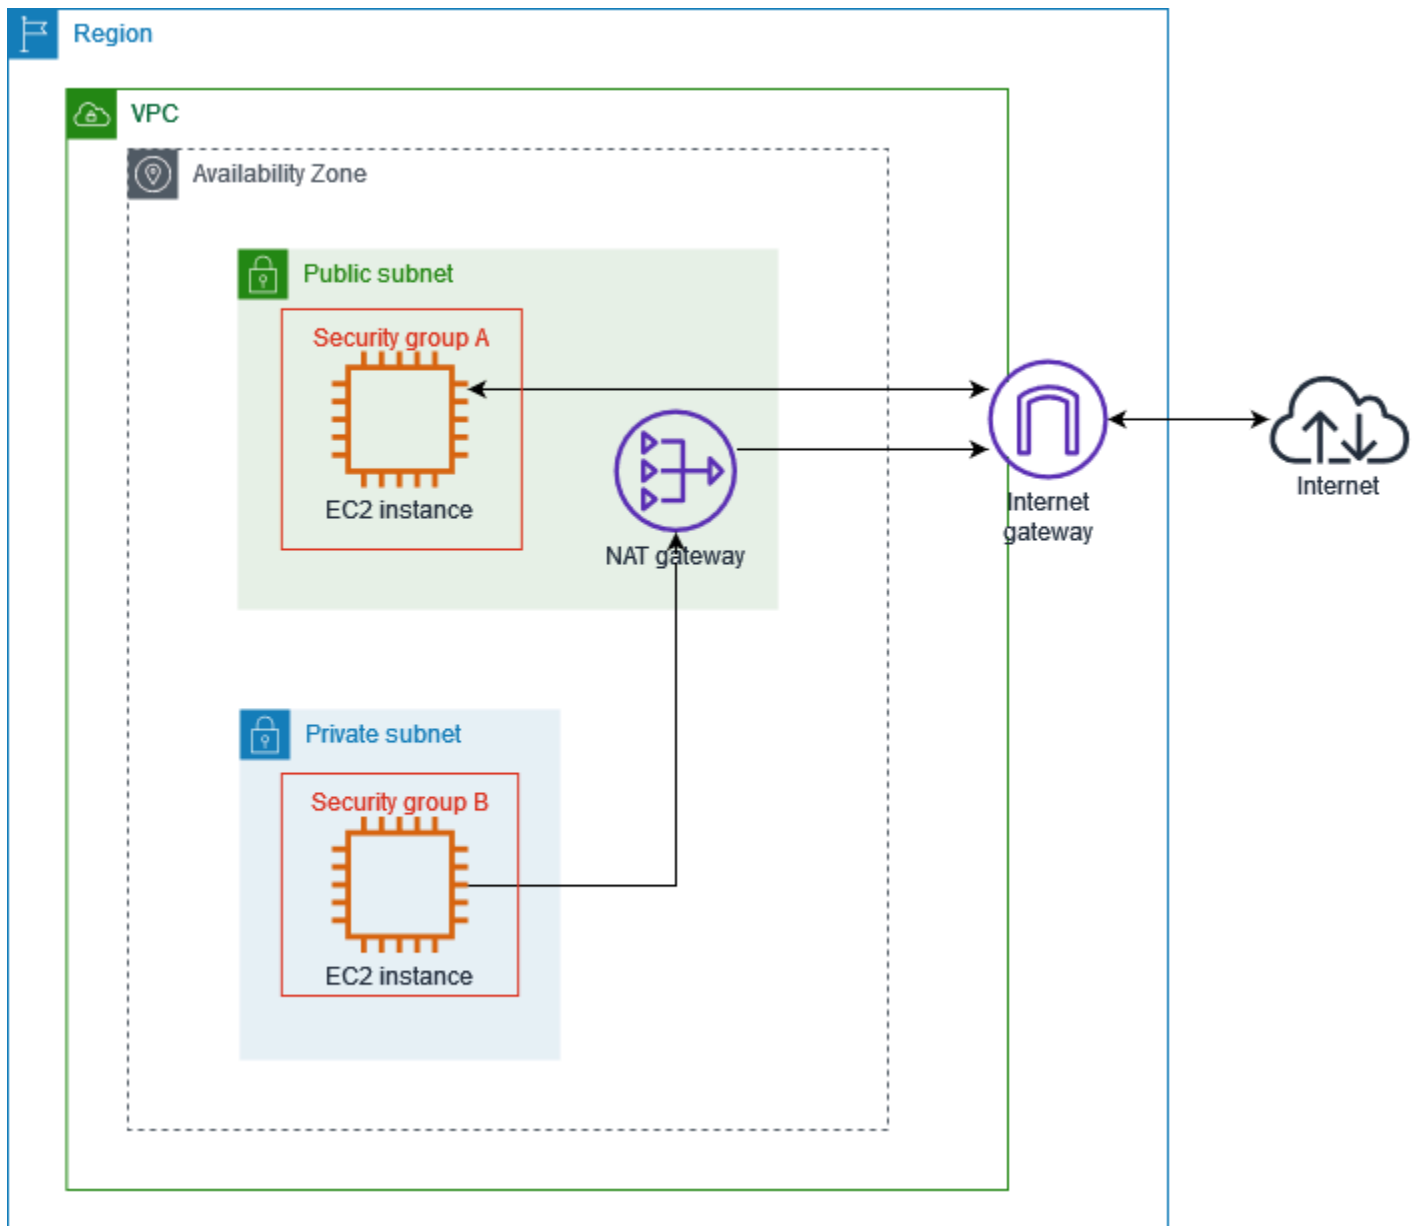 Region
VPC
Availability Zone
Public subnet
Security group A
EC2 instance
NAT gateway
Internet
gateway
Internet
Private subnet
Security group B
EC2 instance